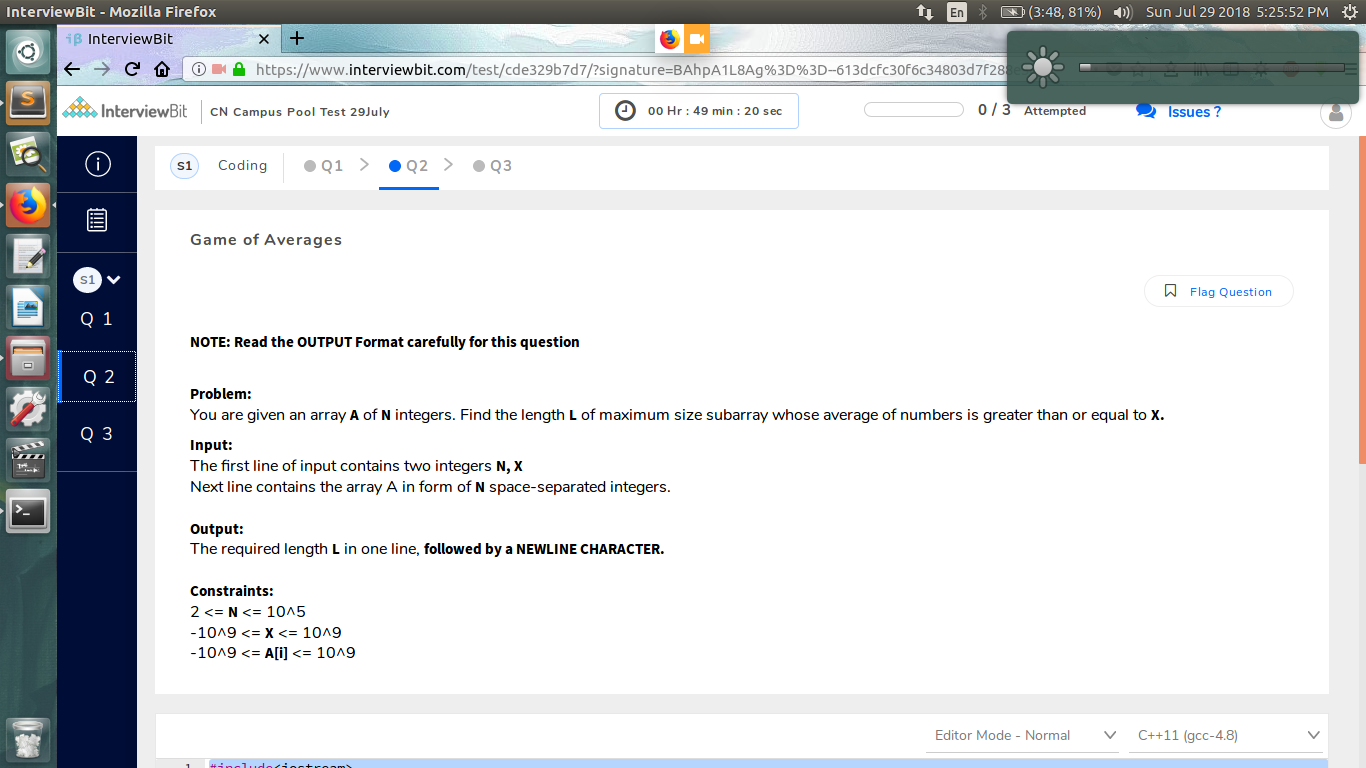 InterviewBit - Mozilla Firefox
En
(3:48, 81%)
Sun Jul 29 2018 5:25:52 PM
InterviewBit
https://www.interviewbit.com/test/cde329b7d7/?signature=BAhpA1L8Ag%3D%3D--613dcfc30f6c34803d7f288
InterviewBit
CN Campus Pool Test 29July
00 Hr : 49 min : 20 sec
0 / 3 Attempted
Issues ?
S1 Coding
Q1
Q2
Q3
S1
Q 1
Q 2
Q 3
Game of Averages
Flag Question
NOTE: Read the OUTPUT Format carefully for this question
Problem:
You are given an array A of N integers. Find the length L of maximum size subarray whose average of numbers is greater than or equal to X.
Input:
The first line of input contains two integers N, X
Next line contains the array A in form of N space-separated integers.
Output:
The required length L in one line, followed by a NEWLINE CHARACTER.
Constraints:
2 <= N <= 10^5
-10^9 <= X <= 10^9
-10^9 <= A[i] <= 10^9
Editor Mode - Normal
C++11 (gcc-4.8)
1 #include<iostream>